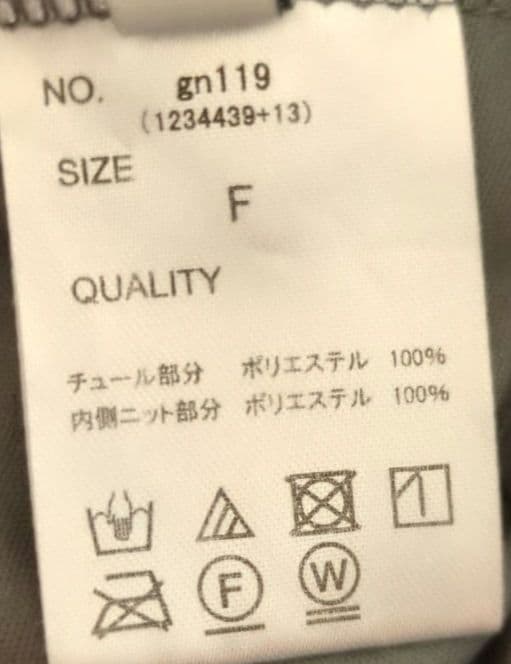 NO. gn119
(1234439+13)
SIZE
F
QUALITY
チュール部分 ポリエステル 100%
内側ニット部分 ポリエステル 100%
F W